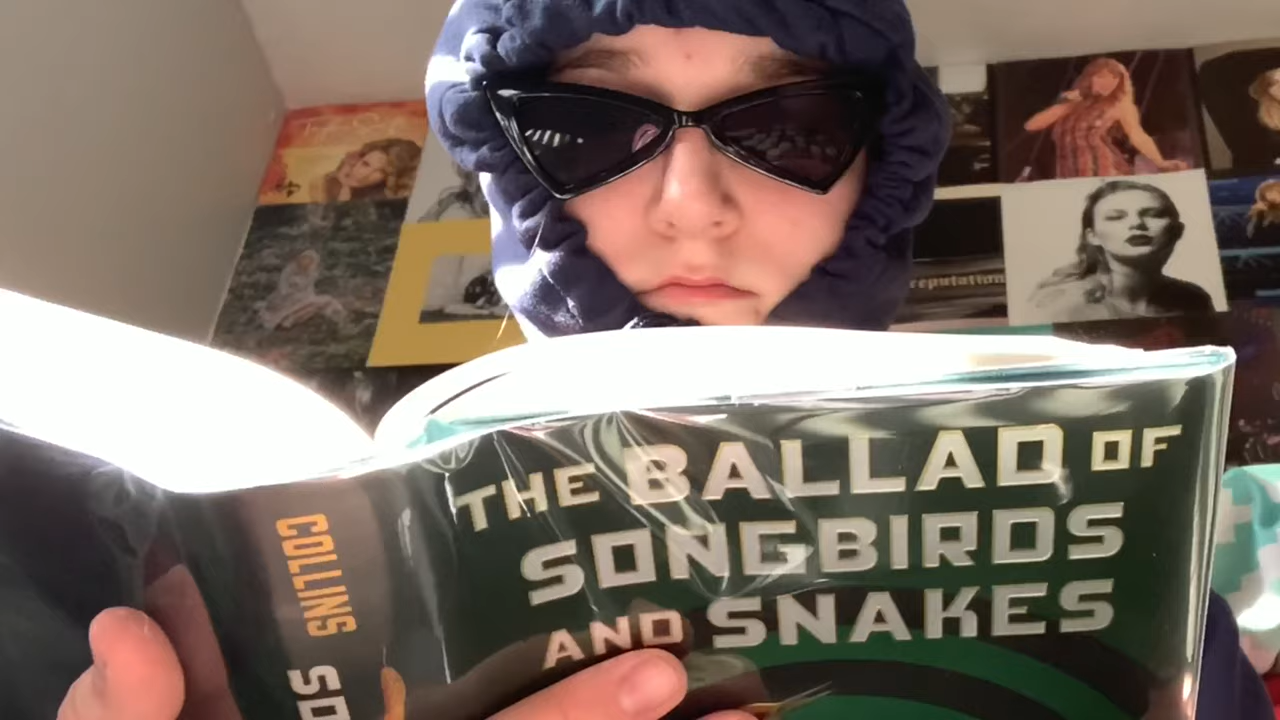 THE BALLAD OF
SONGBIRDS
AND SNAKES
COLLINS
reputation